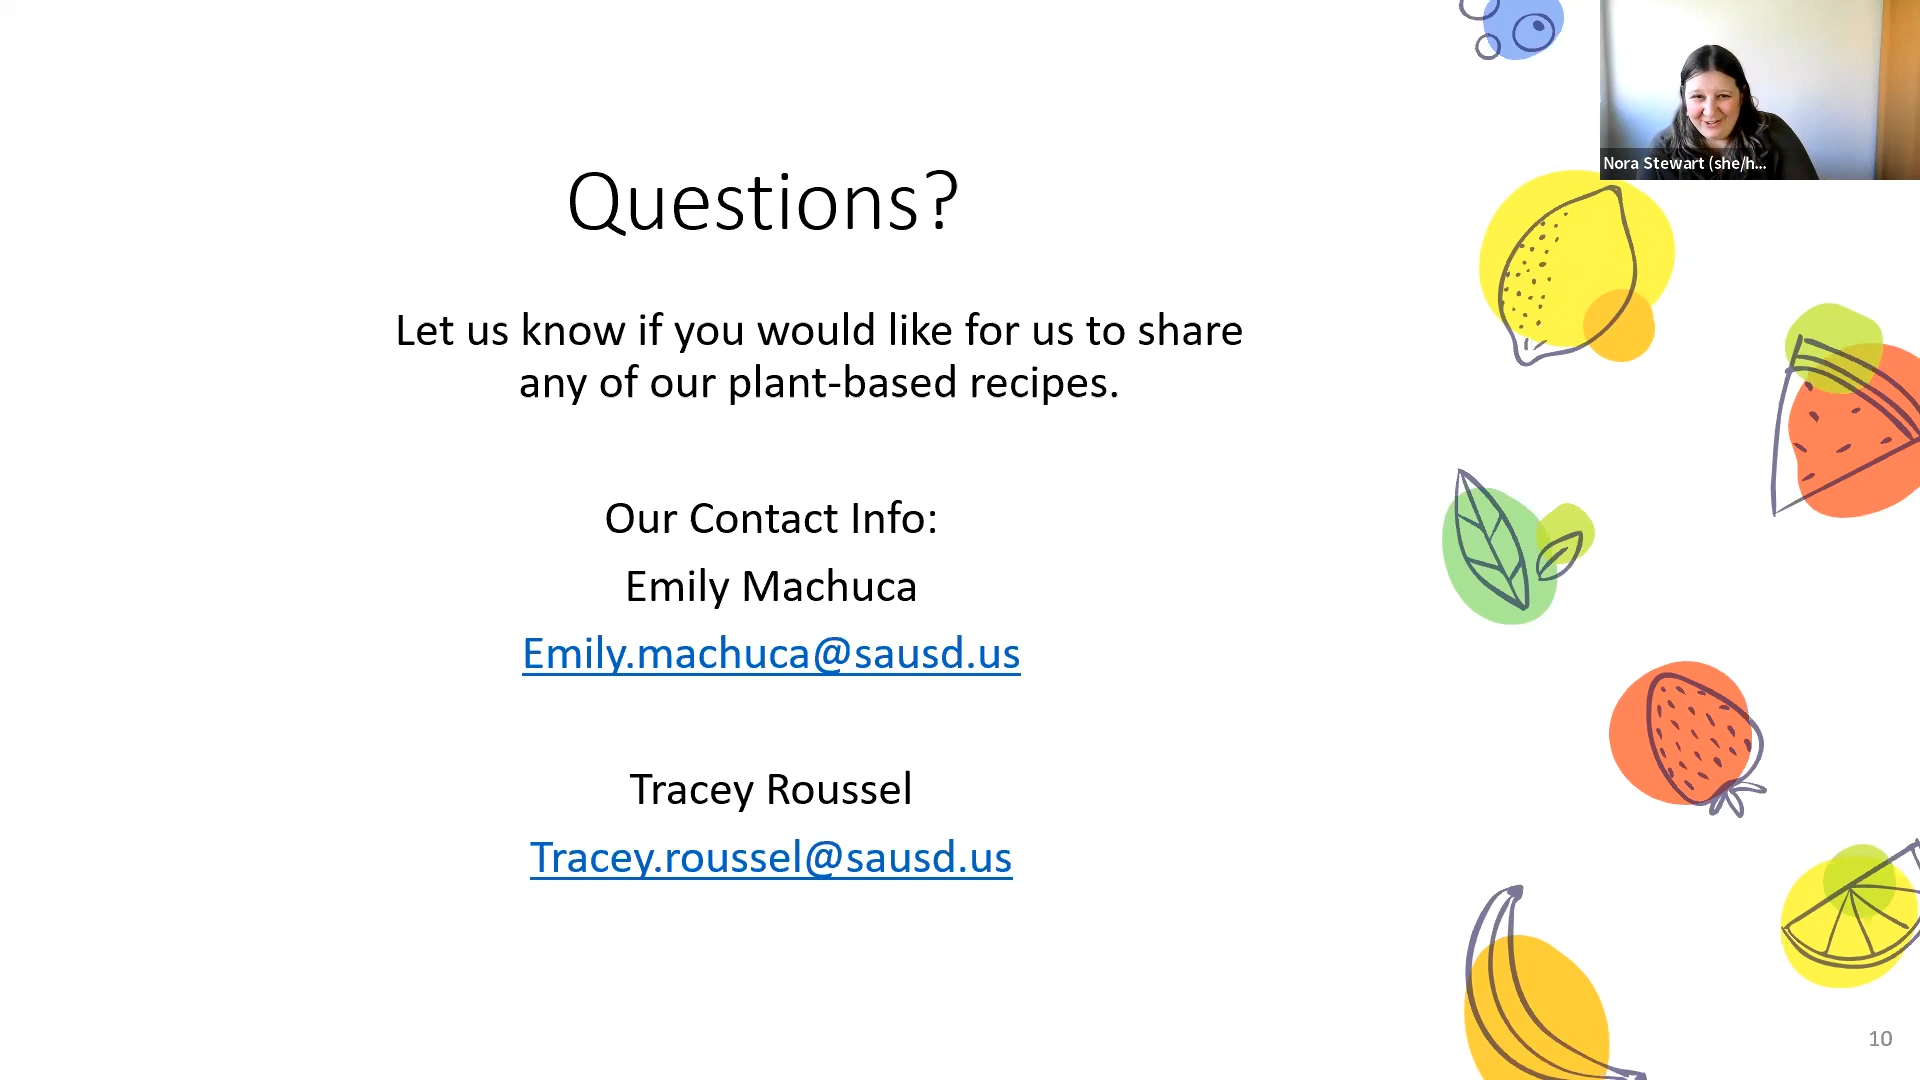 Nora Stewart (she/h...
Questions?
Let us know if you would like for us to share
any of our plant-based recipes.
Our Contact Info:
Emily Machuca
Emily.machuca@sausd.us
Tracey Roussel
Tracey.roussel@sausd.us
10